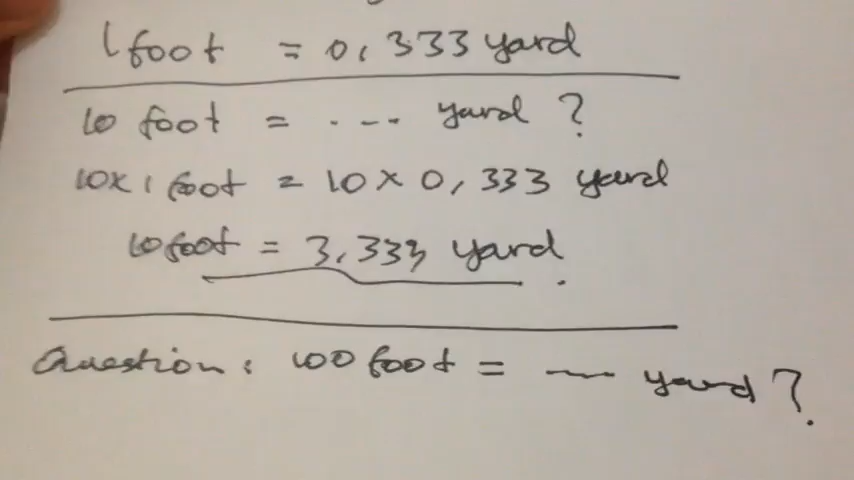 1 foot = 0,333 yard
10 foot = . -- - yard ?
10x1 foot = 10 x 0,333 yard
10 foot = 3,333 yard .
Question : 100 foot = ---- yard ?